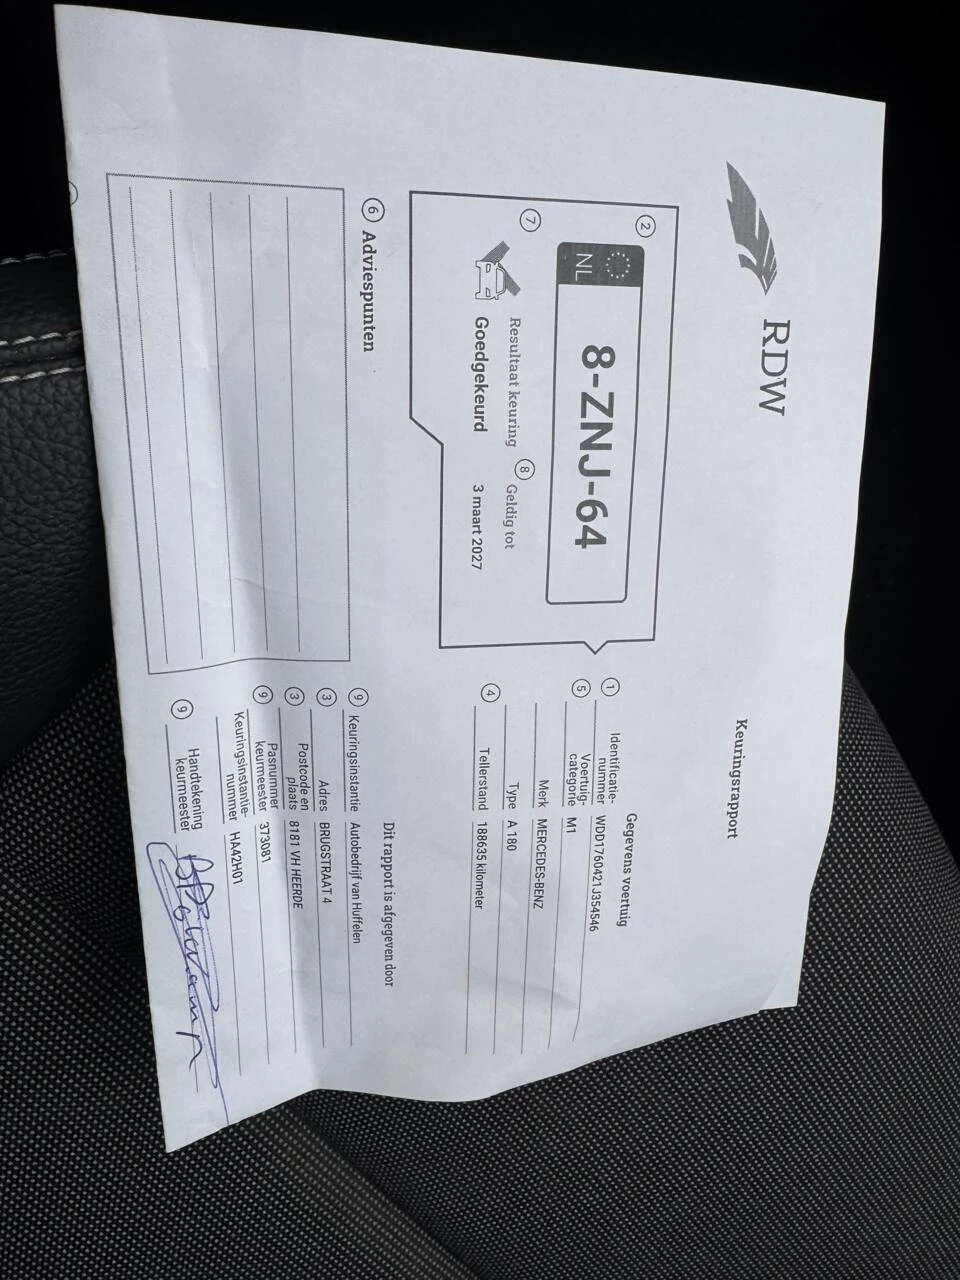 RDW
Keuringsrapport
2
NL
8-ZNJ-64
7
Resultaat keuring
Goedgekeurd
8
Geldig tot
3 maart 2027
Gegevens voertuig
1 Identificatie-
nummer WDD1760421J354546
5 Voertuig-
categorie M1
Merk MERCEDES-BENZ
Type A 180
4 Tellerstand 188635 kilometer
6 Adviespunten
Dit rapport is afgegeven door
9 Keuringsinstantie Autobedrijf van Huffelen
3 Adres BRUGSTRAAT 4
3 Postcode en
plaats 8181 VH HEERDE
9 Pasnummer
keurmeester 373081
Keuringsinstantie-
nummer HA42H01
9 Handtekening
keurmeester